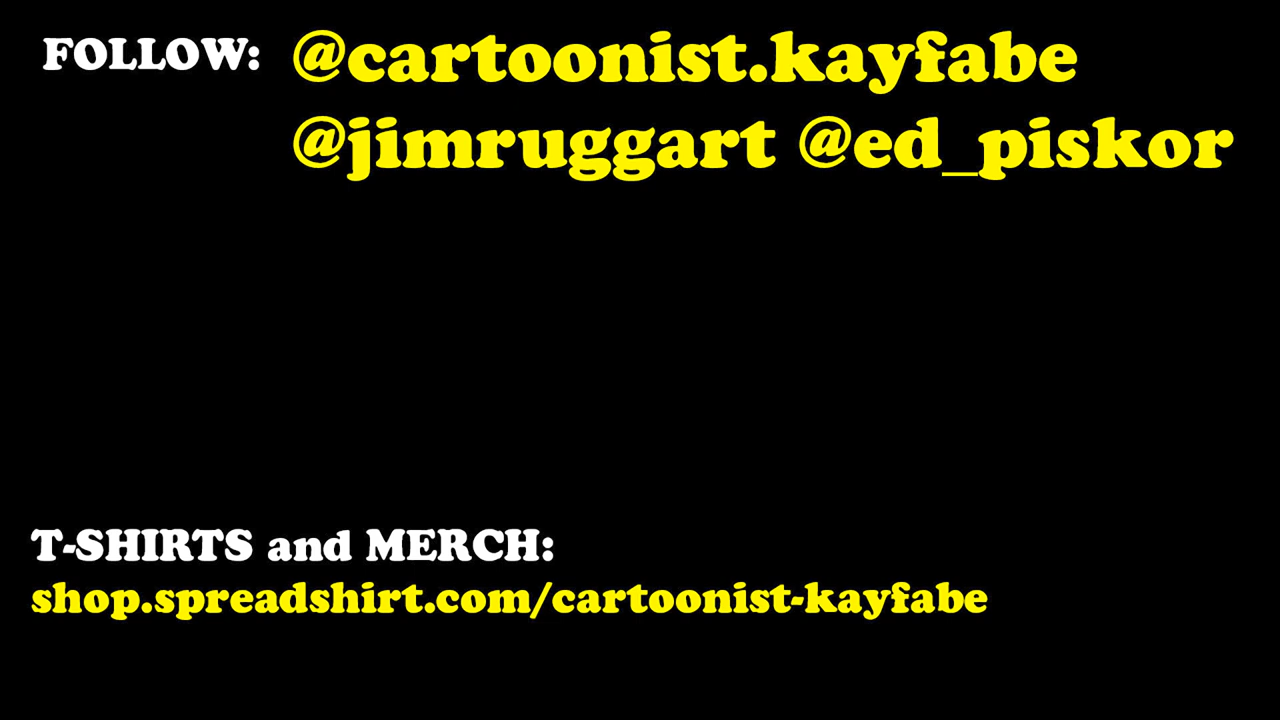 FOLLOW: @cartoonist.kayfabe
@jimruggart @ed_piskor
T-SHIRTS and MERCH:
shop.spreadshirt.com/cartoonist-kayfabe